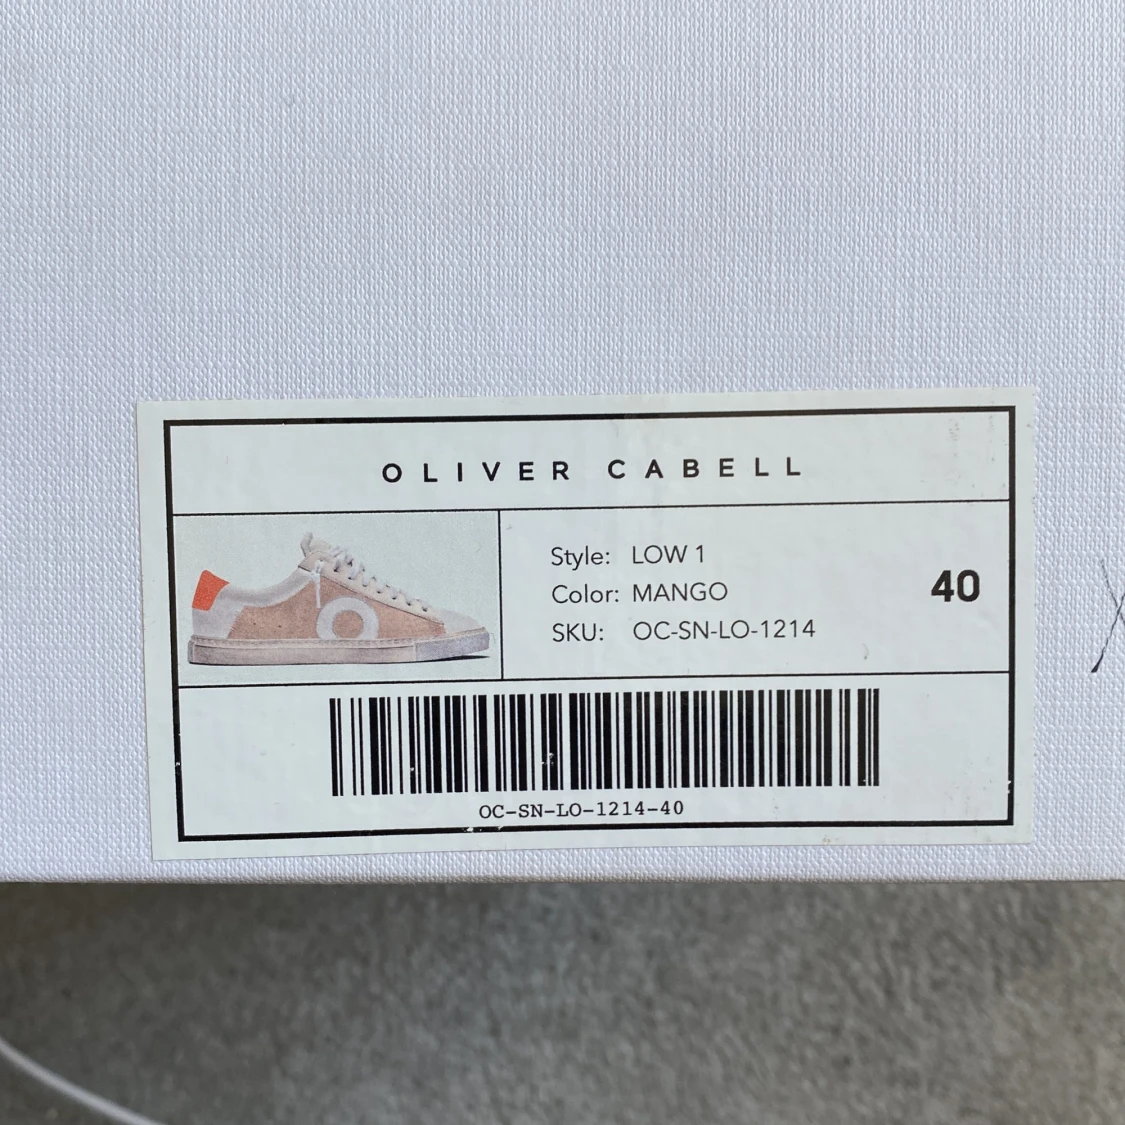 OLIVER CABELL
Style: LOW 1
Color: MANGO
SKU: OC-SN-LO-1214
40
OC-SN-LO-1214-40